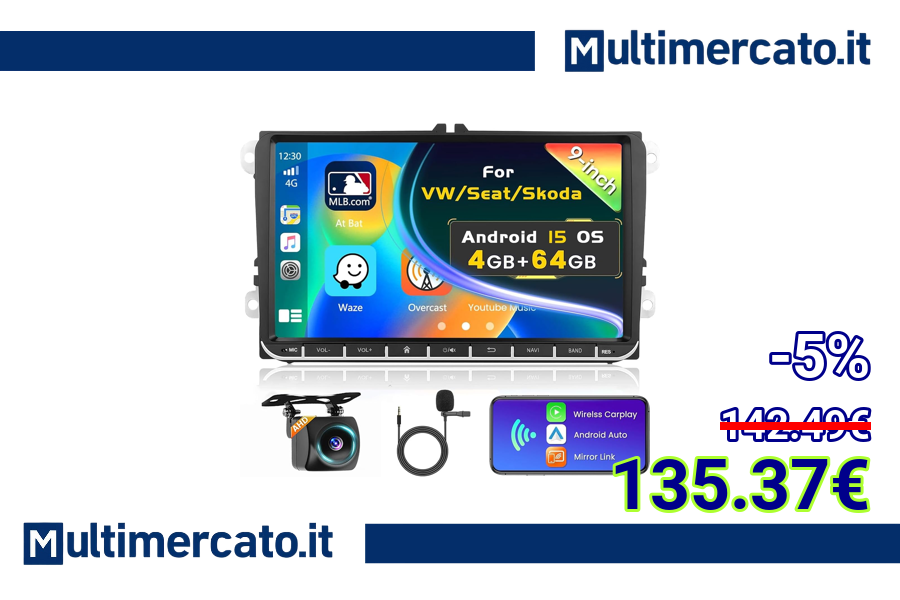 Multimercato.it
12:30
4G
MLB.com
At Bat
Waze
Overcast
Youtube Music
For
VW/Seat/Skoda
9-inch
Android 15 OS
4GB+64GB
MIC
VOL-
VOL+
NAVI
BAND
RES
AHD
Wirelss Carplay
Android Auto
Mirror Link
-5%
142.49€
135.37€
Multimercato.it